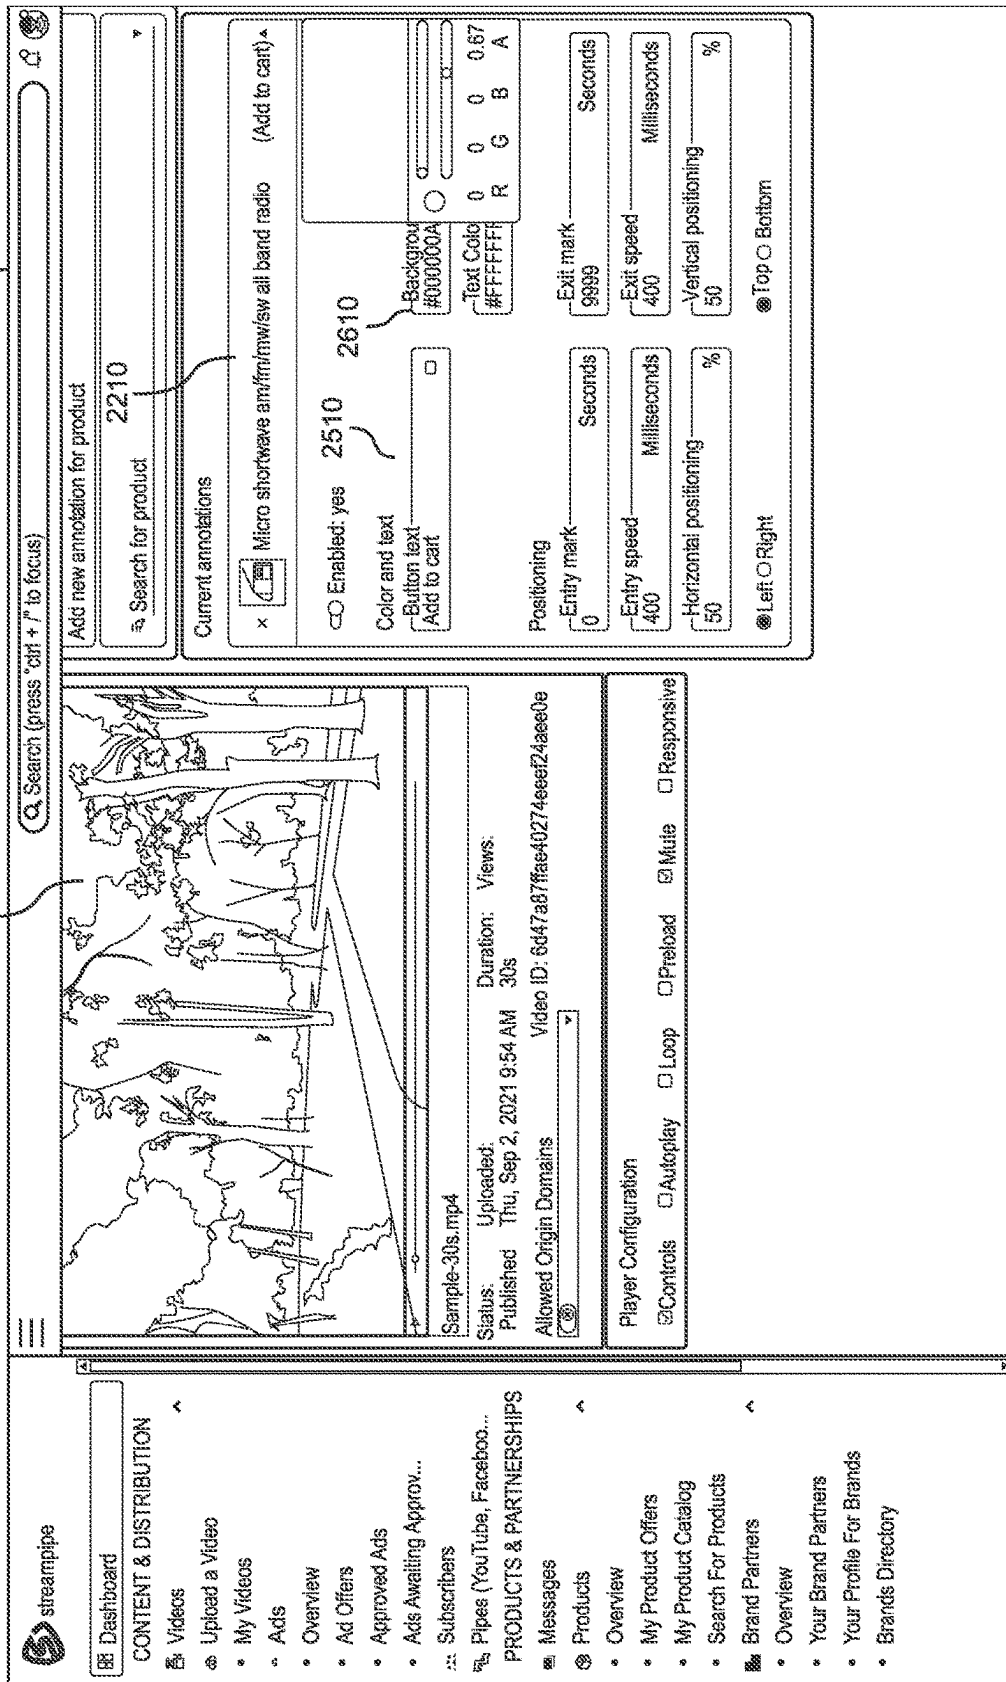 streampipe
Search (press "ctrl + /" to focus)
Dashboard
CONTENT & DISTRIBUTION
Videos
Upload a Video
My Videos
Ads
Overview
Ad Offers
Approved Ads
Ads Awaiting Approv...
Subscribers
Pipes (YouTube, Faceboo...
PRODUCTS & PARTNERSHIPS
Messages
Products
Overview
My Product Offers
My Product Catalog
Search For Products
Brand Partners
Overview
Your Brand Partners
Your Profile For Brands
Brands Directory
Sample-30s.mp4
Status: Uploaded: Duration: Views:
Published Thu, Sep 2, 2021 9:54 AM 30s
Allowed Origin Domains Video ID: 6d47a87ffae40274eeef24aee0e
Player Configuration
Controls Autoplay Loop Preload Mute Responsive
Add new annotation for product
Search for product
2210
Current annotations
× Micro shortwave am/fm/mw/sw all band radio (Add to cart)
Enabled: yes
2510
2610
Color and text
Button text
Add to cart
Backgrou
#000000A
Text Colo
#FFFFFF
0 0 0 0.67
R G B A
Positioning
Entry mark
0 Seconds
Exit mark
9999 Seconds
Entry speed
400 Milliseconds
Exit speed
400 Milliseconds
Horizontal positioning
50 %
Vertical positioning
50 %
Left Right
Top Bottom